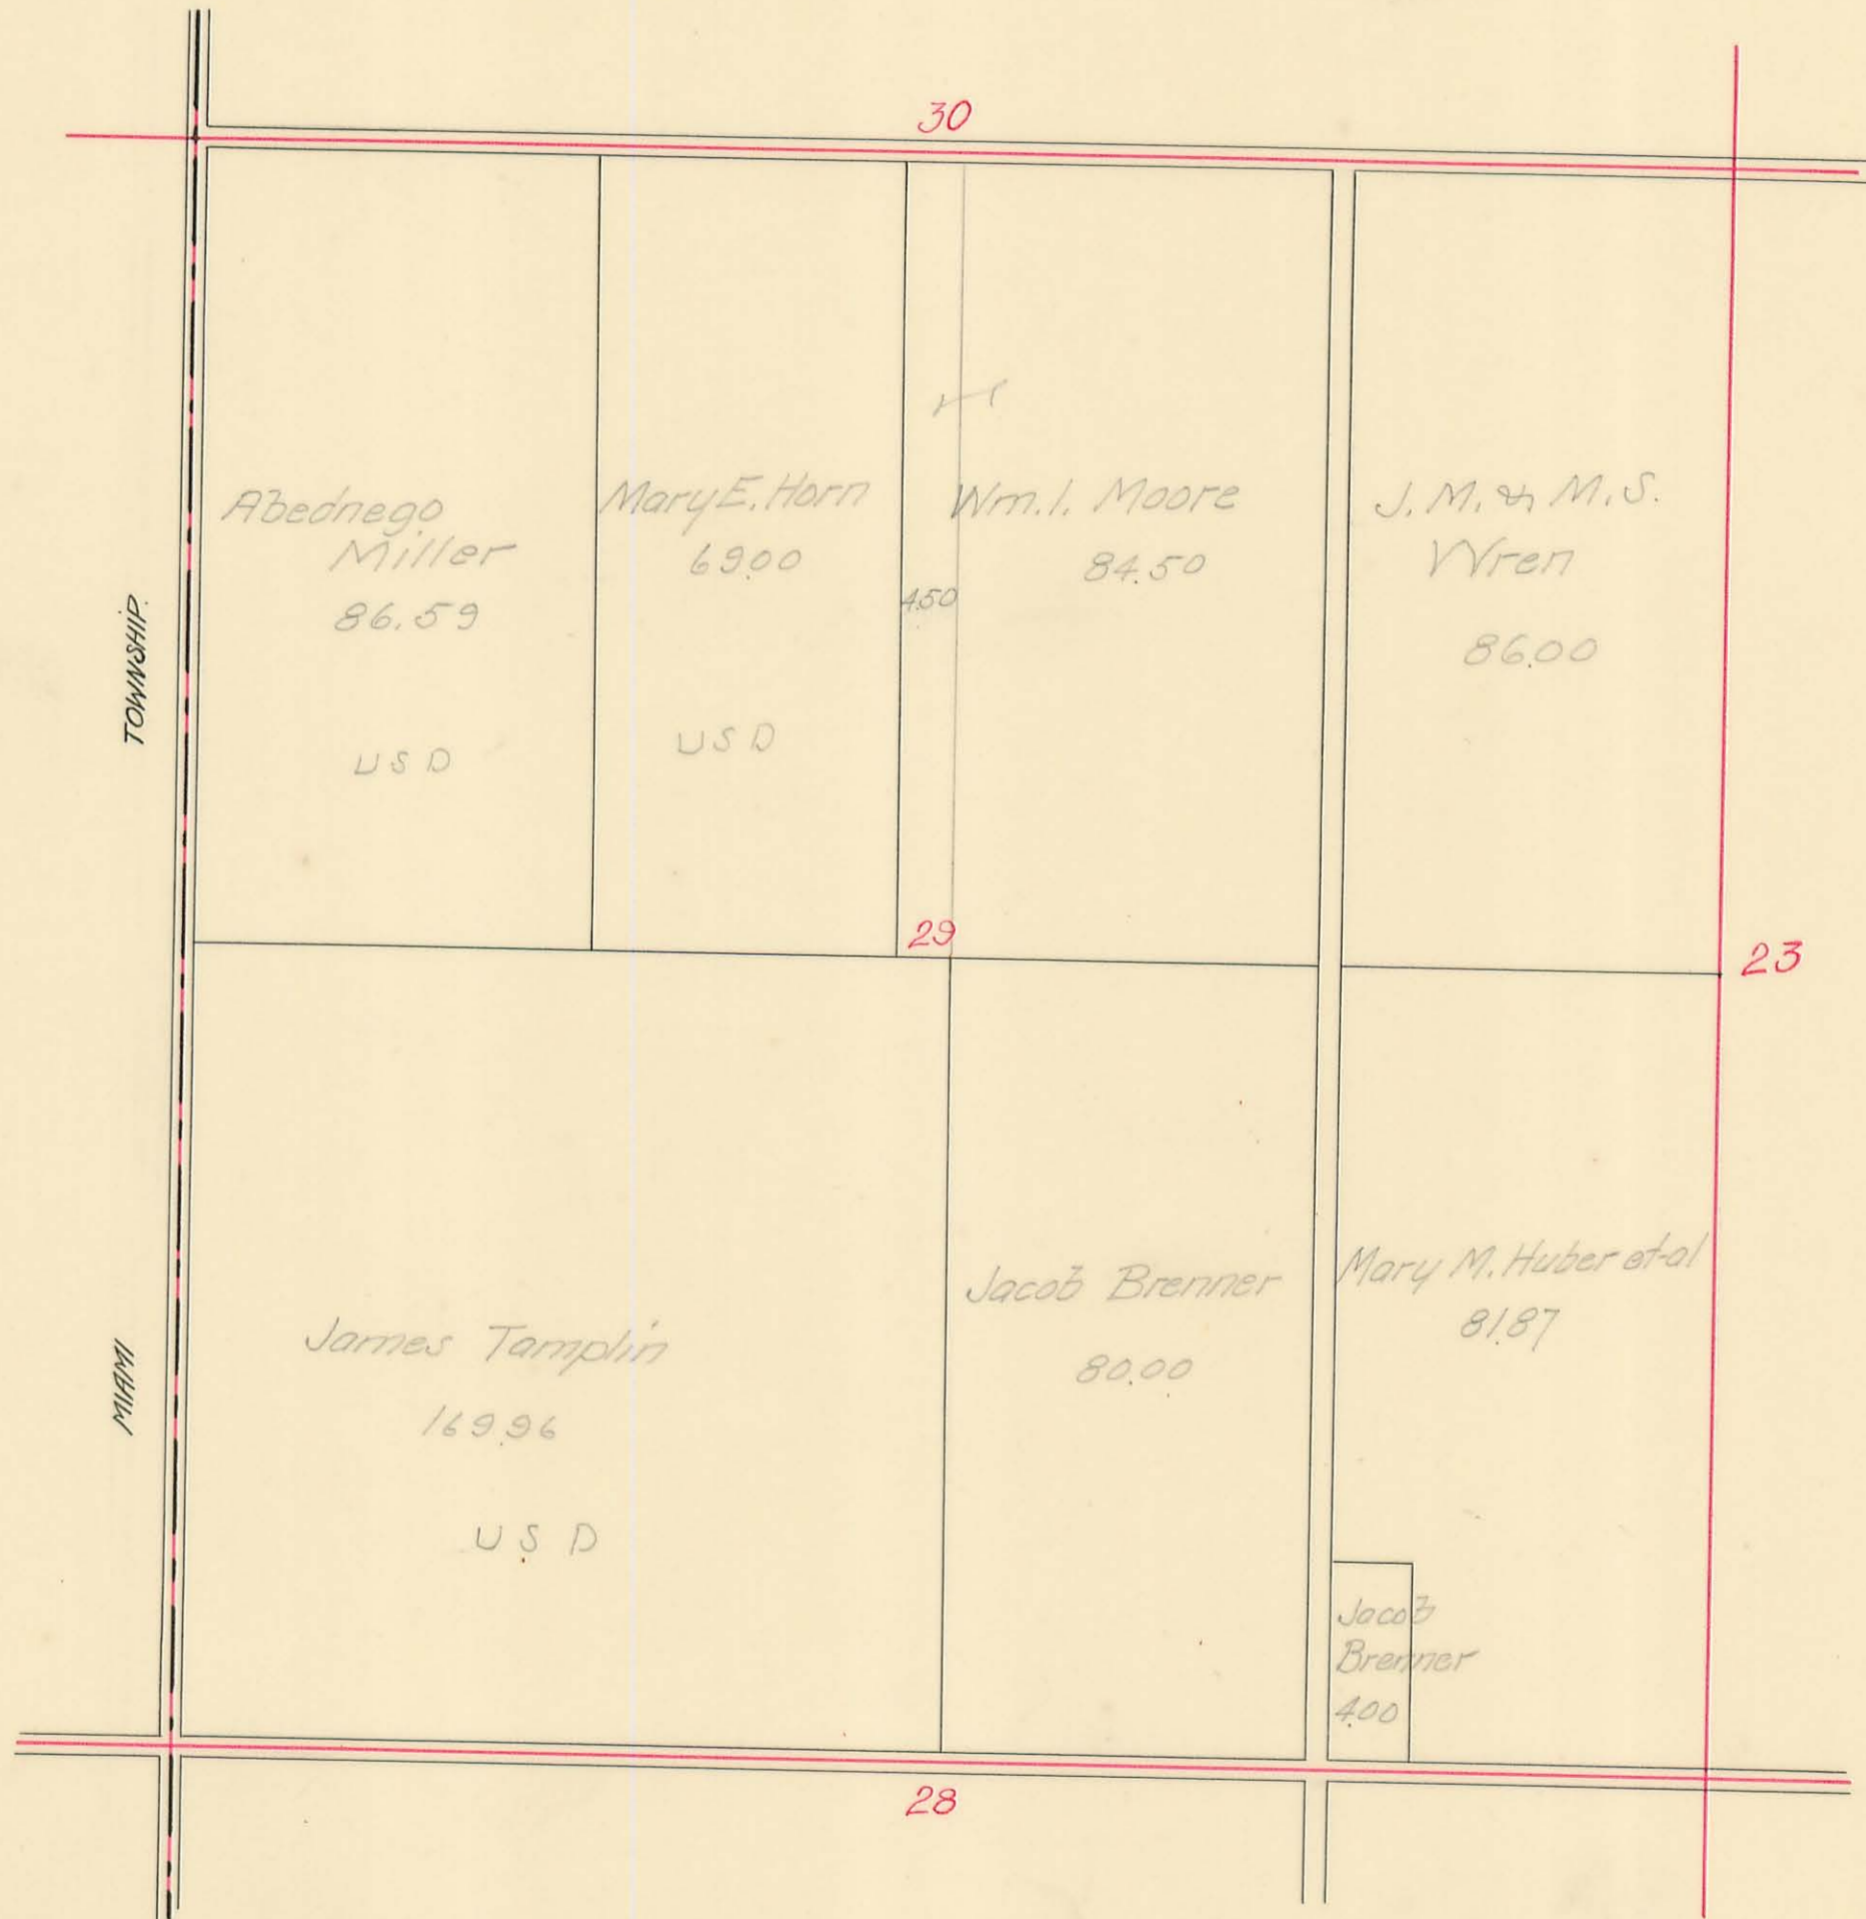 30
Abednego
Miller
86.59
USD
Mary E. Horn
69.00
USD
4.50
Wm. I. Moore
84.50
J. M. & M. S.
Wren
86.00
TOWNSHIP
29
23
MIAMI
James Tamplin
169.96
USD
Jacob Brenner
80.00
Mary M. Huber et-al
81.87
Jacob
Brenner
4.00
28